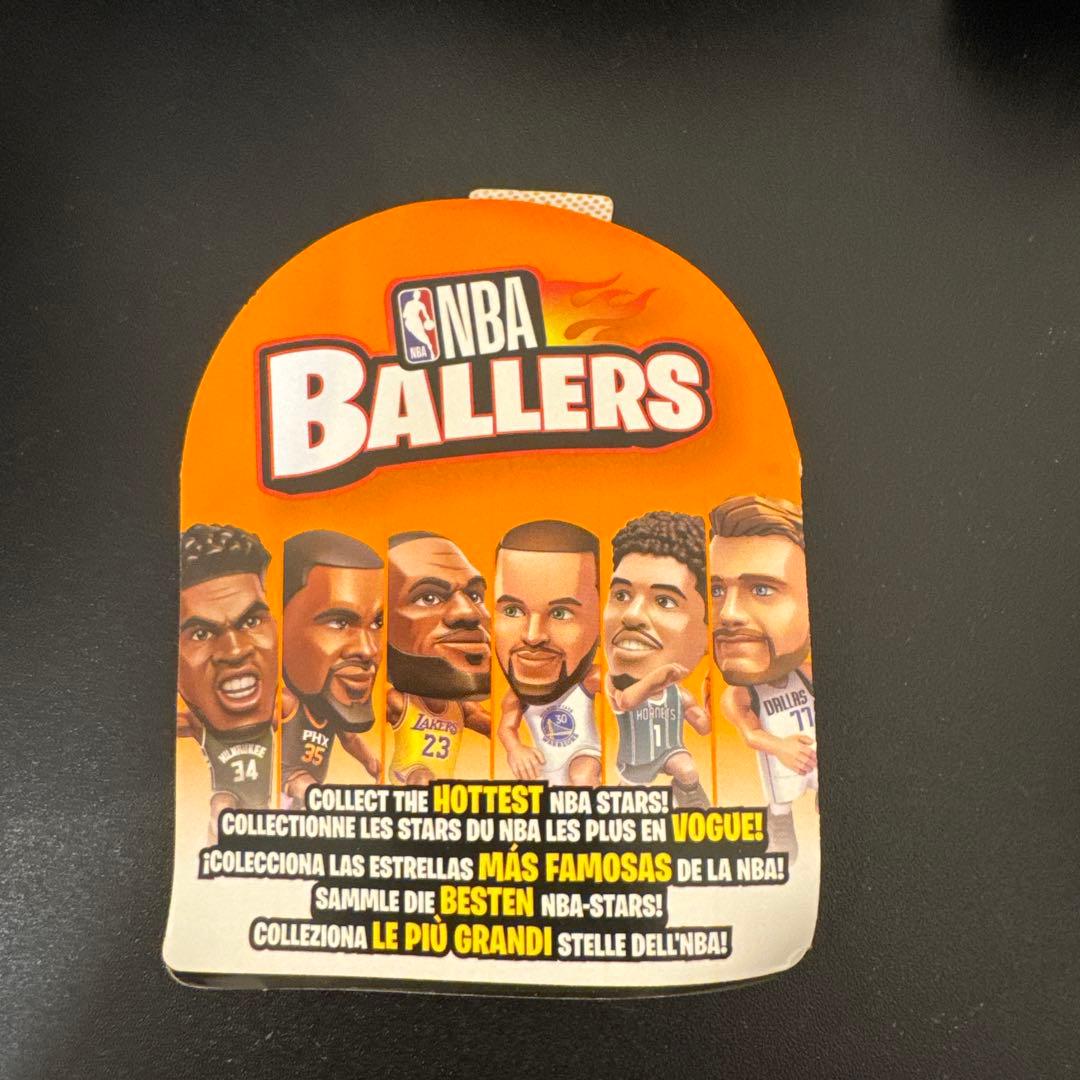 NBA
NBA
BALLERS
MILWAUKEE
34
PHX
35
LAKERS
23
30
WARRIORS
HORNETS
1
DALLAS
77
COLLECT THE HOTTEST NBA STARS!
COLLECTIONNE LES STARS DU NBA LES PLUS EN VOGUE!
¡COLECCIONA LAS ESTRELLAS MÁS FAMOSAS DE LA NBA!
SAMMLE DIE BESTEN NBA-STARS!
COLLEZIONA LE PIÙ GRANDI STELLE DELL'NBA!